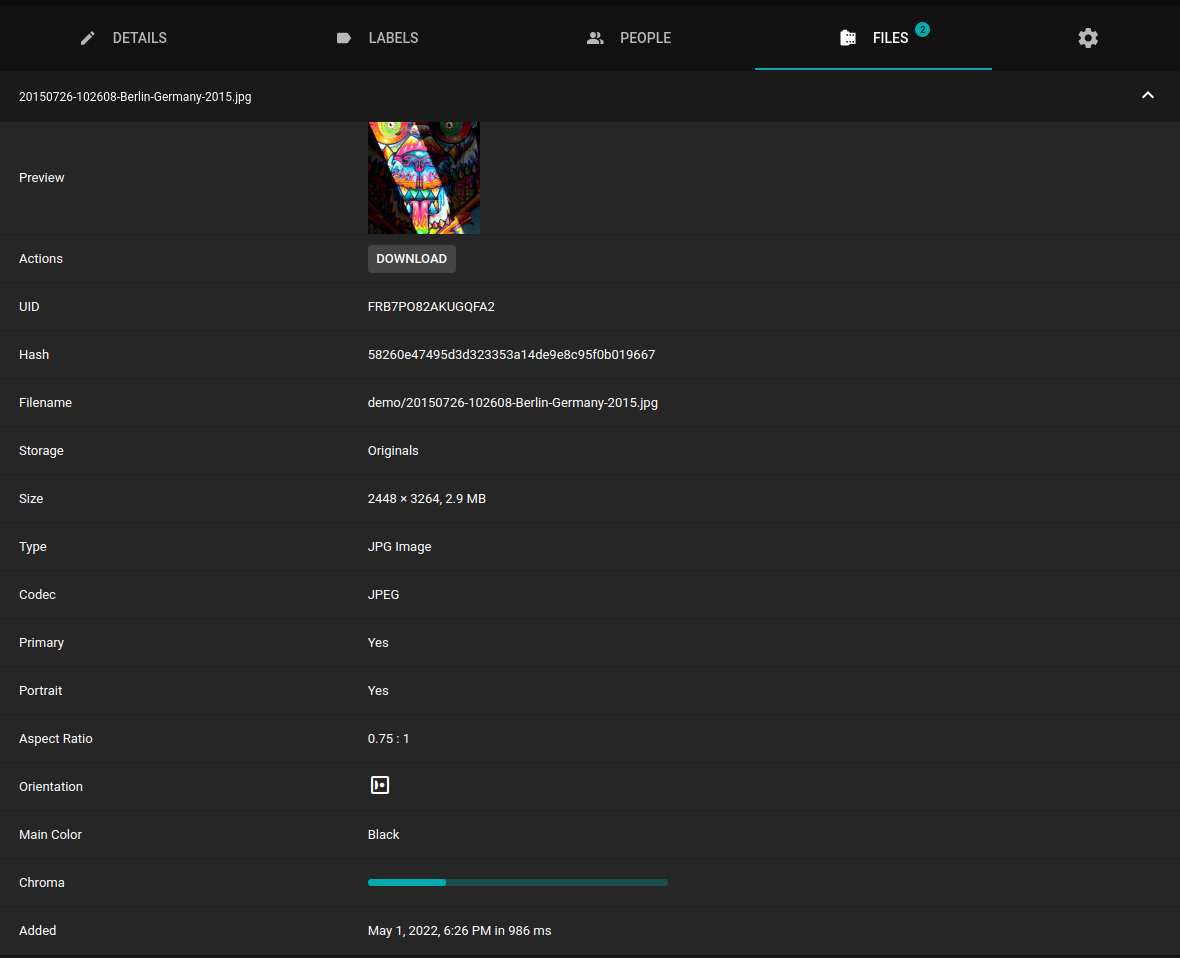 DETAILS LABELS PEOPLE FILES 2
20150726-102608-Berlin-Germany-2015.jpg
Preview
Actions DOWNLOAD
UID FRB7PO82AKUGQFA2
Hash 58260e47495d3d323353a14de9e8c95f0b019667
Filename demo/20150726-102608-Berlin-Germany-2015.jpg
Storage Originals
Size 2448 × 3264, 2.9 MB
Type JPG Image
Codec JPEG
Primary Yes
Portrait Yes
Aspect Ratio 0.75 : 1
Orientation
Main Color Black
Chroma
Added May 1, 2022, 6:26 PM in 986 ms